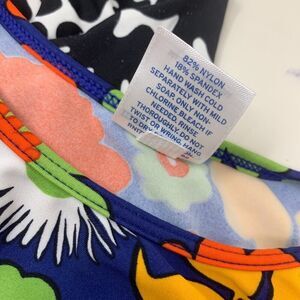 82% NYLON
18% SPANDEX
HAND WASH COLD
SEPARATELY WITH MILD
SOAP. ONLY NON
CHLORINE BLEACH IF
NEEDED. RINSE
THOROUGHLY. DO NOT
TWIST OR WRING. HANG